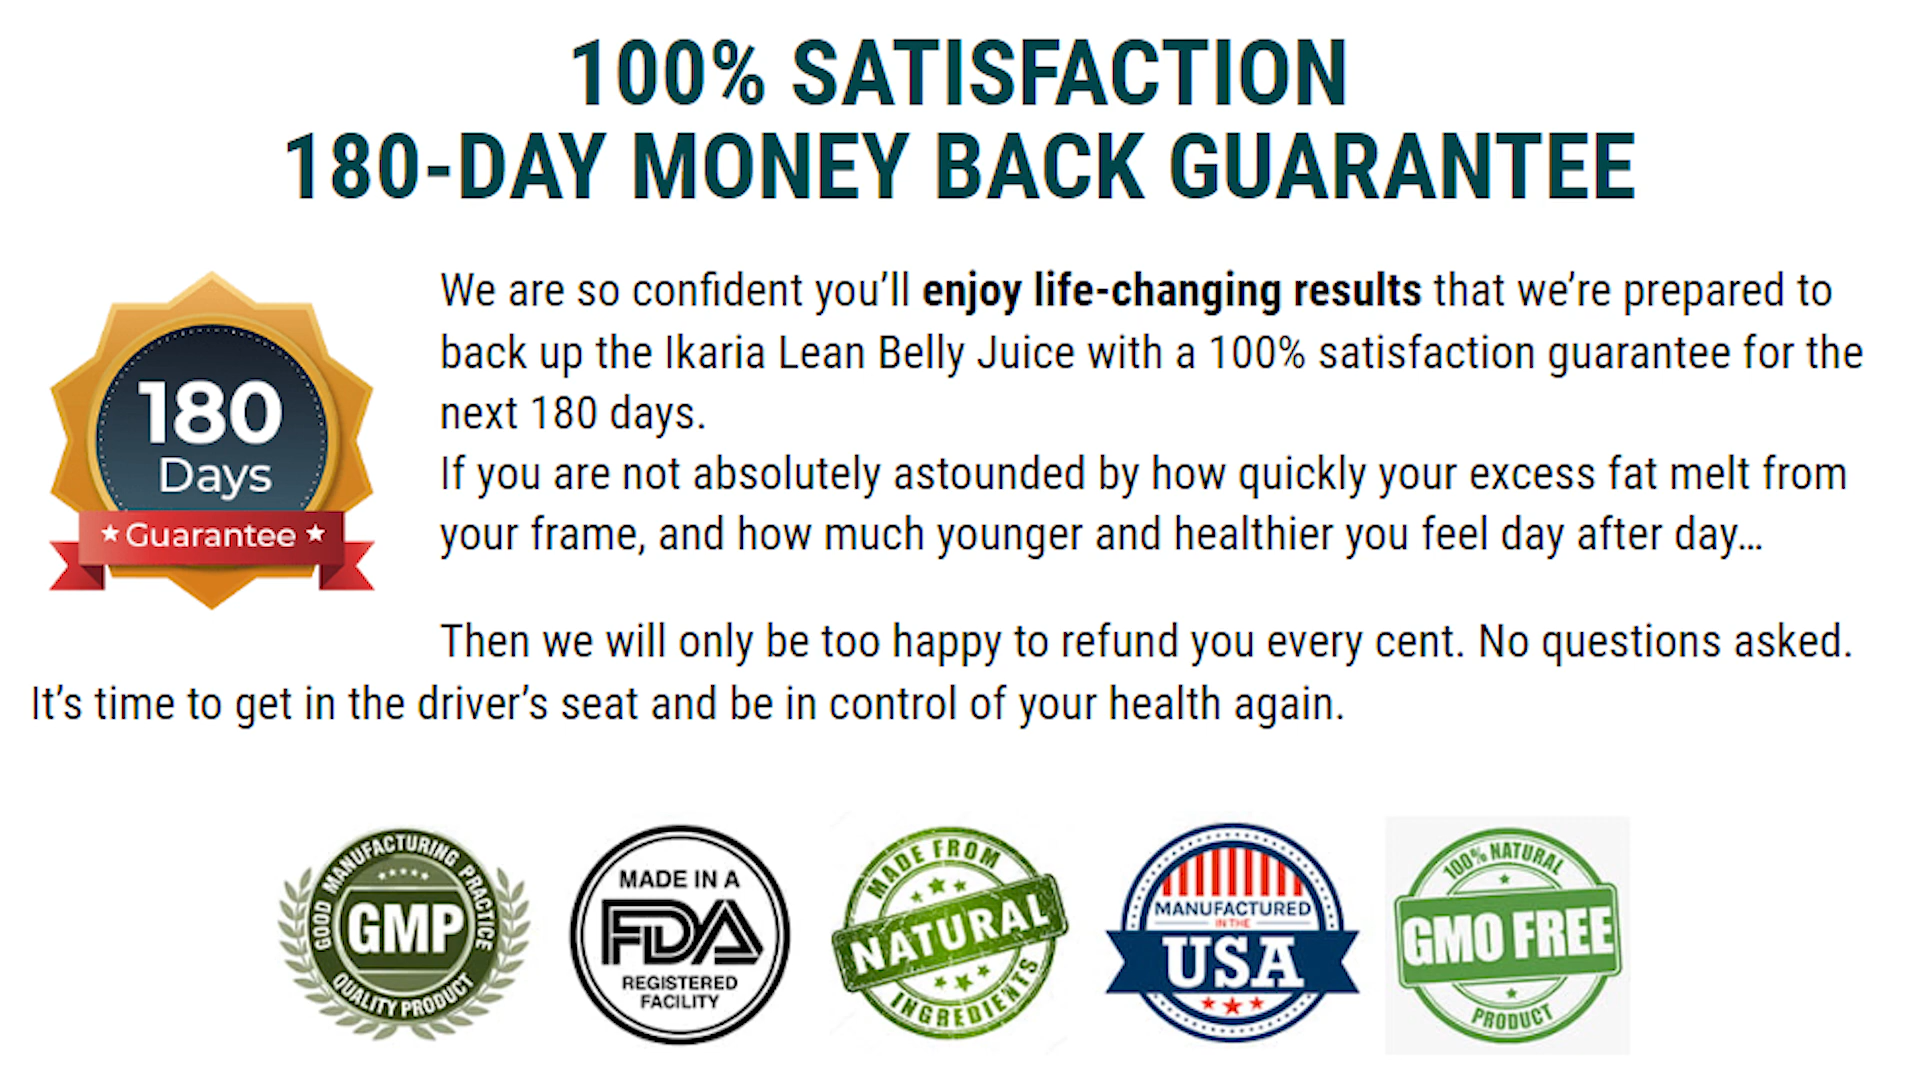 100% SATISFACTION
180-DAY MONEY BACK GUARANTEE
We are so confident you’ll enjoy life-changing results that we’re prepared to
back up the Ikaria Lean Belly Juice with a 100% satisfaction guarantee for the
next 180 days.
If you are not absolutely astounded by how quickly your excess fat melt from
your frame, and how much younger and healthier you feel day after day…
180
Days
Guarantee
Then we will only be too happy to refund you every cent. No questions asked.
It’s time to get in the driver’s seat and be in control of your health again.
GOOD MANUFACTURING PRACTICE
GMP
QUALITY PRODUCT
MADE IN A
FDA
REGISTERED
FACILITY
MADE FROM
NATURAL
INGREDIENTS
MANUFACTURED
IN THE
USA
100% NATURAL
GMO FREE
PRODUCT